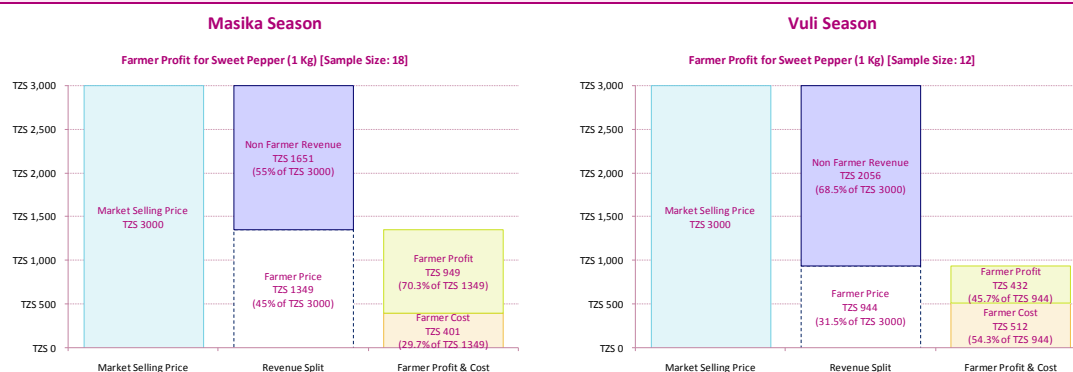 Masika Season
Farmer Profit for Sweet Pepper (1 Kg) [Sample Size: 18]
TZS 3,000
TZS 2,500
TZS 2,000
TZS 1,500
TZS 1,000
TZS 500
TZS 0
Market Selling Price
TZS 3000
Non Farmer Revenue
TZS 1651
(55% of TZS 3000)
Farmer Price
TZS 1349
(45% of TZS 3000)
Farmer Profit
TZS 949
(70.3% of TZS 1349)
Farmer Cost
TZS 401
(29.7% of TZS 1349)
Market Selling Price
Revenue Split
Farmer Profit & Cost
Vuli Season
Farmer Profit for Sweet Pepper (1 Kg) [Sample Size: 12]
TZS 3,000
TZS 2,500
TZS 2,000
TZS 1,500
TZS 1,000
TZS 500
TZS 0
Market Selling Price
TZS 3000
Non Farmer Revenue
TZS 2056
(68.5% of TZS 3000)
Farmer Price
TZS 944
(31.5% of TZS 3000)
Farmer Profit
TZS 432
(45.7% of TZS 944)
Farmer Cost
TZS 512
(54.3% of TZS 944)
Market Selling Price
Revenue Split
Farmer Profit & Cost